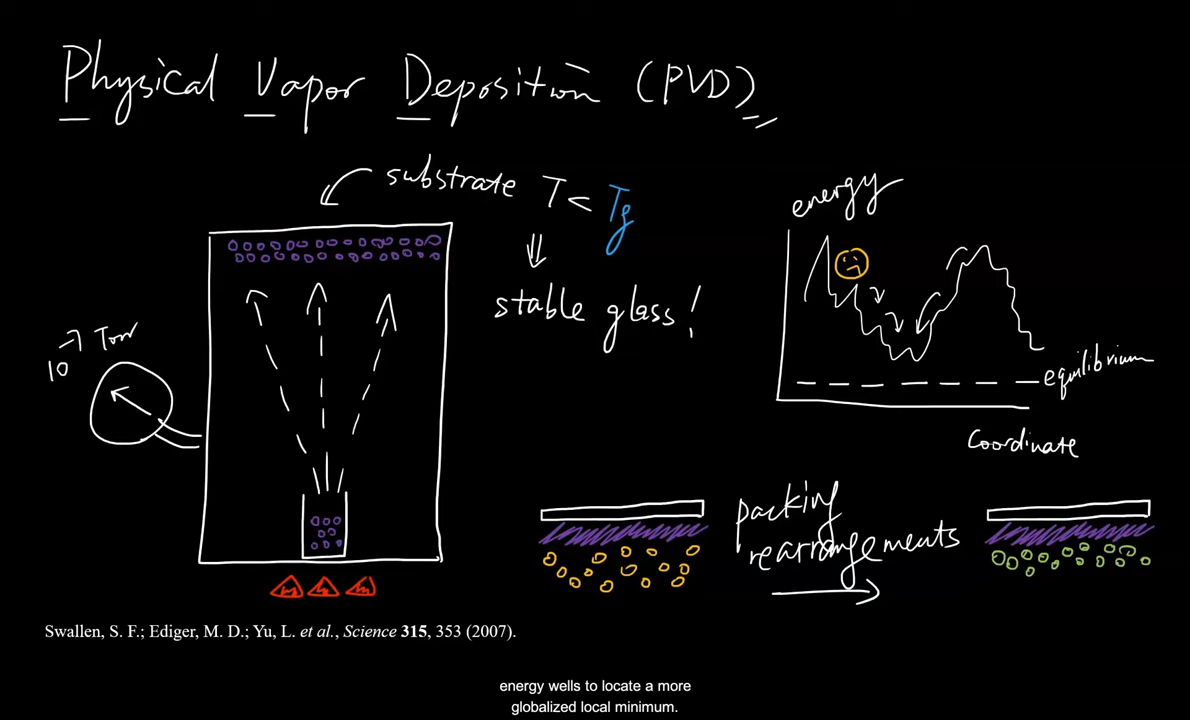 Physical Vapor Deposition (PVD)
substrate T < Tg
⇓
stable glass!
10⁻⁷ Torr
energy
equilibrium
Coordinate
packing
rearrangements
Swallen, S. F.; Ediger, M. D.; Yu, L. et al., Science 315, 353 (2007).
energy wells to locate a more
globalized local minimum.